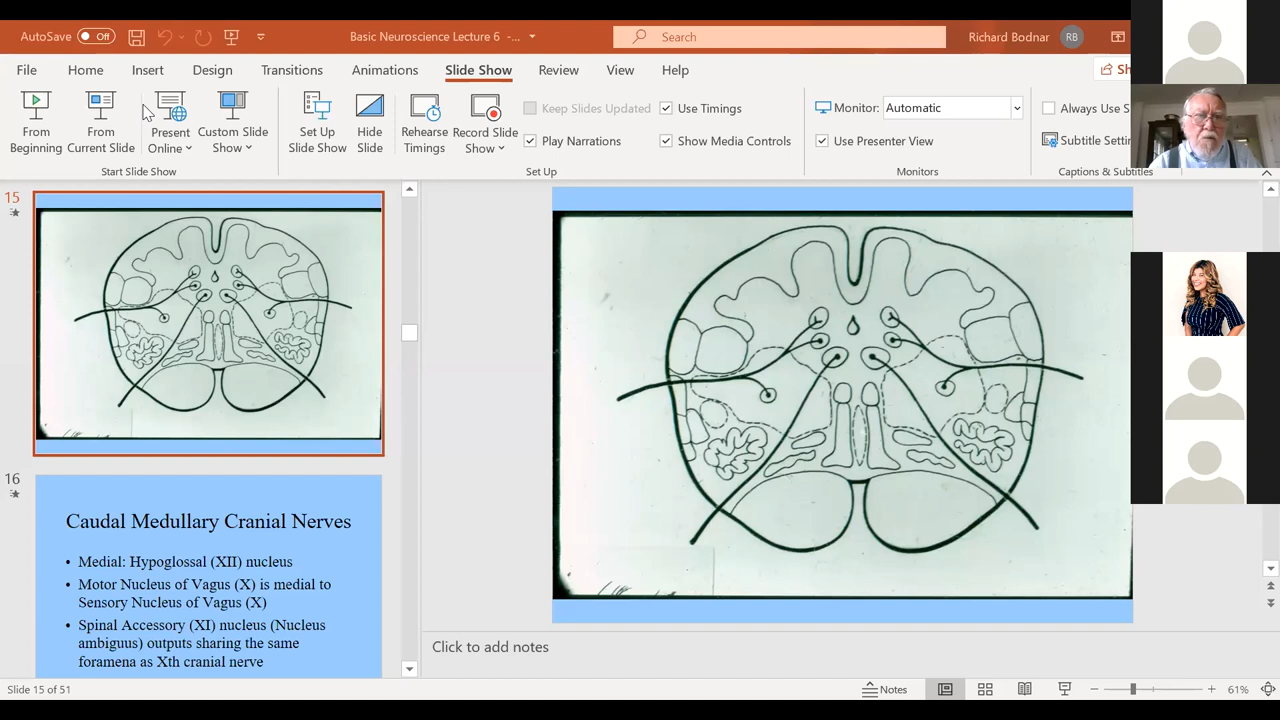 AutoSave Off
Basic Neuroscience Lecture 6 -...
Search
Richard Bodnar RB
File Home Insert Design Transitions Animations Slide Show Review View Help
Sh
From Beginning
From Current Slide
Present Online
Custom Slide Show
Start Slide Show
Set Up Slide Show
Hide Slide
Rehearse Timings
Record Slide Show
Keep Slides Updated
Use Timings
Play Narrations
Show Media Controls
Set Up
Monitor: Automatic
Use Presenter View
Monitors
Always Use S
Subtitle Settin
Captions & Subtitles
15
16
Caudal Medullary Cranial Nerves
• Medial: Hypoglossal (XII) nucleus
• Motor Nucleus of Vagus (X) is medial to
Sensory Nucleus of Vagus (X)
• Spinal Accessory (XI) nucleus (Nucleus
ambiguus) outputs sharing the same
foramena as Xth cranial nerve
Click to add notes
Slide 15 of 51
Notes
61%